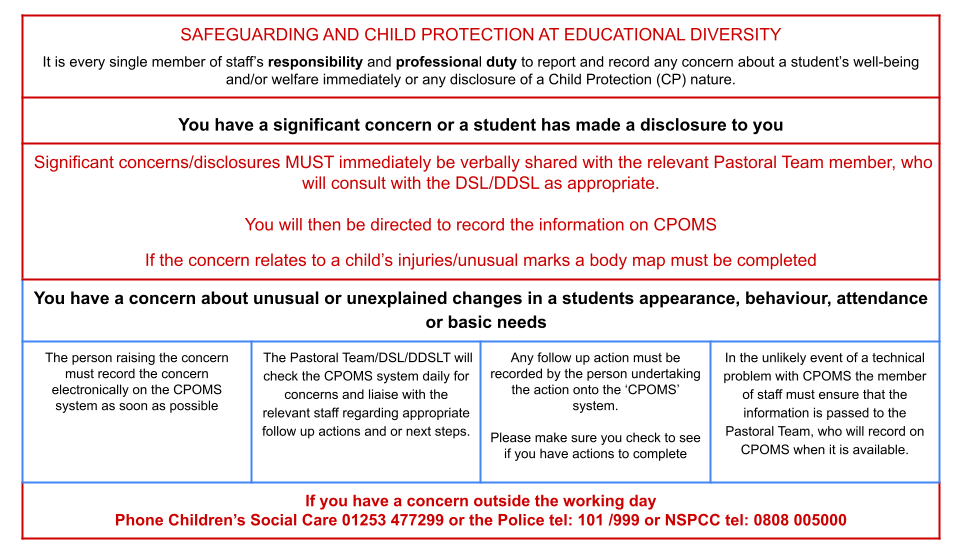 SAFEGUARDING AND CHILD PROTECTION AT EDUCATIONAL DIVERSITY
It is every single member of staff's responsibility and professional duty to report and record any concern about a student's well-being
and/or welfare immediately or any disclosure of a Child Protection (CP) nature.
You have a significant concern or a student has made a disclosure to you
Significant concerns/disclosures MUST immediately be verbally shared with the relevant Pastoral Team member, who
will consult with the DSL/DDSL as appropriate.
You will then be directed to record the information on CPOMS
If the concern relates to a child's injuries/unusual marks a body map must be completed
You have a concern about unusual or unexplained changes in a students appearance, behaviour, attendance
or basic needs
The person raising the concern
must record the concern
electronically on the CPOMS
system as soon as possible
The Pastoral Team/DSL/DDSLT will
check the CPOMS system daily for
concerns and liaise with the
relevant staff regarding appropriate
follow up actions and or next steps.
Any follow up action must be
recorded by the person undertaking
the action onto the 'CPOMS'
system.
Please make sure you check to see
if you have actions to complete
In the unlikely event of a technical
problem with CPOMS the member
of staff must ensure that the
information is passed to the
Pastoral Team, who will record on
CPOMS when it is available.
If you have a concern outside the working day
Phone Children's Social Care 01253 477299 or the Police tel: 101 /999 or NSPCC tel: 0808 005000